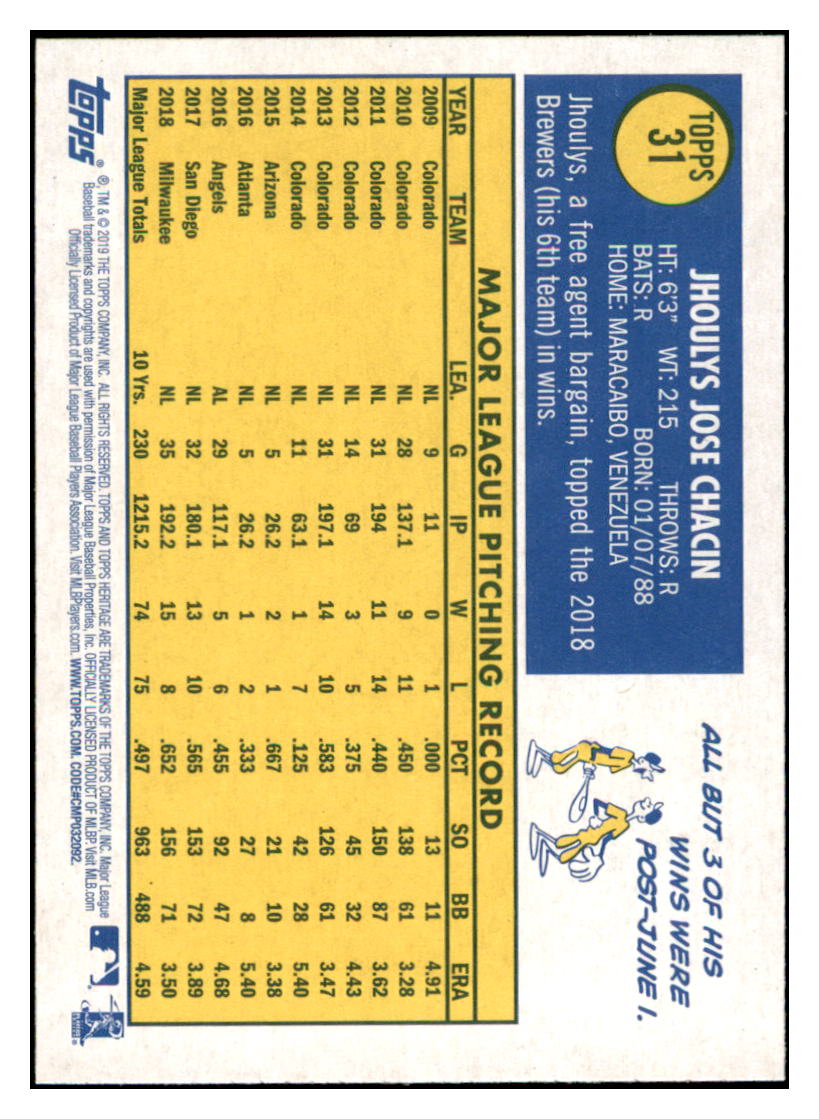 TOPPS
31
JHOULYS JOSE CHACIN
HT: 6'3" WT: 215 THROWS: R
BATS: R BORN: 01/07/88
HOME: MARACAIBO, VENEZUELA
Jhoulys, a free agent bargain, topped the 2018
Brewers (his 6th team) in wins.
ALL BUT 3 OF HIS
WINS WERE
POST-JUNE 1.
MAJOR LEAGUE PITCHING RECORD
YEAR TEAM LEA. G IP W L PCT SO BB ERA
2009 Colorado NL 9 11 0 1 .000 13 11 4.91
2010 Colorado NL 28 137.1 9 11 .450 138 61 3.28
2011 Colorado NL 31 194 11 14 .440 150 87 3.62
2012 Colorado NL 14 69 3 5 .375 45 32 4.43
2013 Colorado NL 31 197.1 14 10 .583 126 61 3.47
2014 Colorado NL 11 63.1 1 7 .125 42 28 5.40
2015 Arizona NL 5 26.2 2 1 .667 21 10 3.38
2016 Atlanta NL 5 26.2 1 2 .333 27 8 5.40
2016 Angels AL 29 117.1 5 6 .455 92 47 4.68
2017 San Diego NL 32 180.1 13 10 .565 153 72 3.89
2018 Milwaukee NL 35 192.2 15 8 .652 156 71 3.50
Major League Totals 10 Yrs. 230 1215.2 74 75 .497 963 488 4.59
topps®
®, TM & © 2019 THE TOPPS COMPANY, INC. ALL RIGHTS RESERVED. TOPPS AND TOPPS HERITAGE ARE TRADEMARKS OF THE TOPPS COMPANY, INC. Major League
Baseball trademarks and copyrights are used with permission of Major League Baseball Properties, Inc. OFFICIALLY LICENSED PRODUCT OF MLBP. Visit MLB.com
Officially Licensed Product of Major League Baseball Players Association. Visit MLBPlayers.com. WWW.TOPPS.COM. CODE#CMP032092.